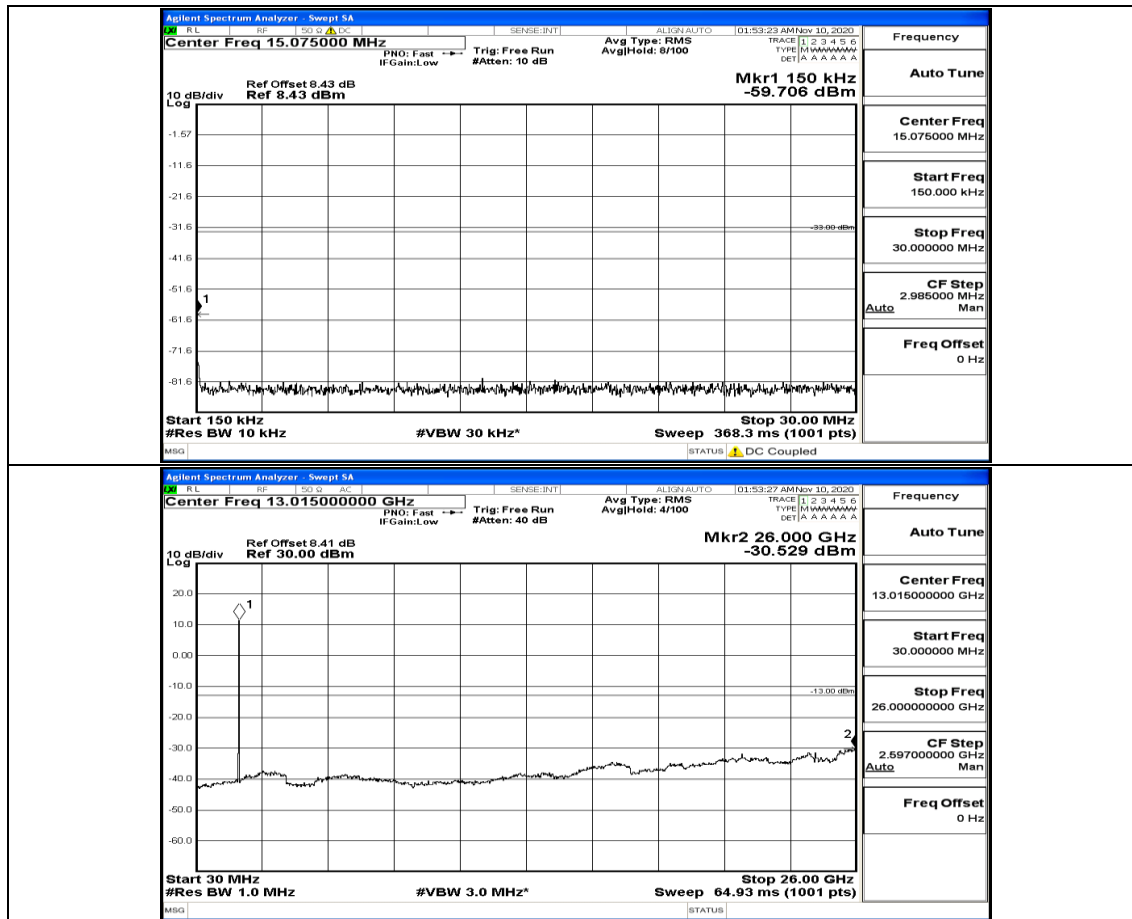 Agilent Spectrum Analyzer - Swept SA
LXI RL RF 50 Ω DC SENSE:INT ALIGN AUTO 01:53:23 AM Nov 10, 2020
Center Freq 15.075000 MHz
PNO: Fast
IFGain:Low
Trig: Free Run
#Atten: 10 dB
Avg Type: RMS
Avg|Hold: 8/100
TRACE 1 2 3 4 5 6
TYPE M
DET A A A A A A
Ref Offset 8.43 dB
10 dB/div Ref 8.43 dBm
Log
Mkr1 150 kHz
-59.706 dBm
-1.57
-11.6
-21.6
-31.6
-33.00 dBm
-41.6
-51.6
1
-61.6
-71.6
-81.6
Start 150 kHz Stop 30.00 MHz
#Res BW 10 kHz #VBW 30 kHz* Sweep 368.3 ms (1001 pts)
MSG STATUS DC Coupled
Frequency
Auto Tune
Center Freq
15.075000 MHz
Start Freq
150.000 kHz
Stop Freq
30.000000 MHz
CF Step
2.985000 MHz
Auto Man
Freq Offset
0 Hz
Agilent Spectrum Analyzer - Swept SA
LXI RL RF 50 Ω AC SENSE:INT ALIGN AUTO 01:53:27 AM Nov 10, 2020
Center Freq 13.015000000 GHz
PNO: Fast
IFGain:Low
Trig: Free Run
#Atten: 40 dB
Avg Type: RMS
Avg|Hold: 4/100
TRACE 1 2 3 4 5 6
TYPE M
DET A A A A A A
Ref Offset 8.41 dB
10 dB/div Ref 30.00 dBm
Log
Mkr2 26.000 GHz
-30.529 dBm
20.0
1
10.0
0.00
-10.0
-13.00 dBm
-20.0
2
-30.0
-40.0
-50.0
-60.0
Start 30 MHz Stop 26.00 GHz
#Res BW 1.0 MHz #VBW 3.0 MHz* Sweep 64.93 ms (1001 pts)
MSG STATUS
Frequency
Auto Tune
Center Freq
13.015000000 GHz
Start Freq
30.000000 MHz
Stop Freq
26.000000000 GHz
CF Step
2.597000000 GHz
Auto Man
Freq Offset
0 Hz